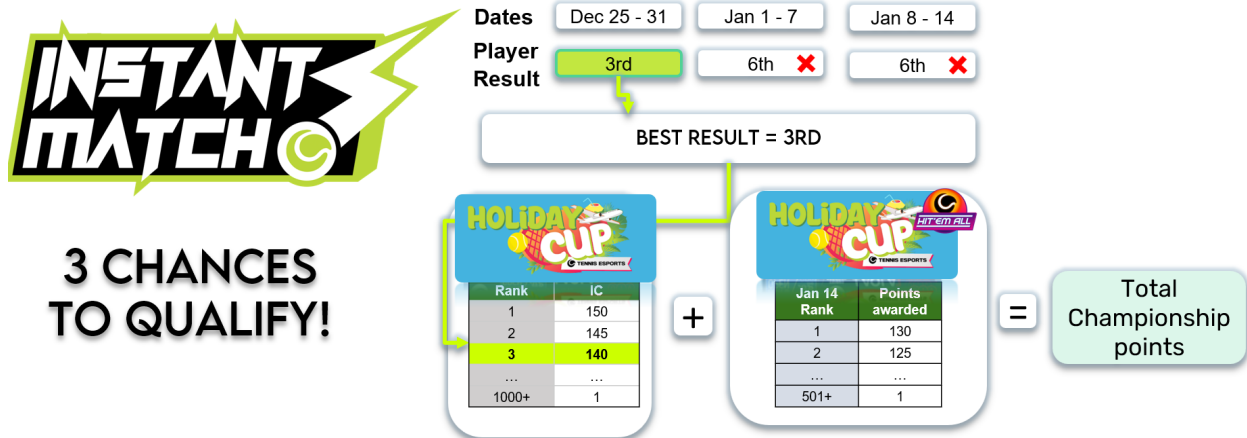 INSTANT
MATCH
3 CHANCES
TO QUALIFY!
Dates Dec 25 - 31 Jan 1 - 7 Jan 8 - 14
Player
Result
3rd 6th 6th
BEST RESULT = 3RD
HOLiDAY
CUP
TENNIS ESPORTS
Rank IC
1 150
2 145
3 140
... ...
1000+ 1
+
HOLiDAY
CUP
TENNIS ESPORTS
HIT'EM ALL
Jan 14
Rank
Points
awarded
1 130
2 125
... ...
501+ 1
=
Total
Championship
points